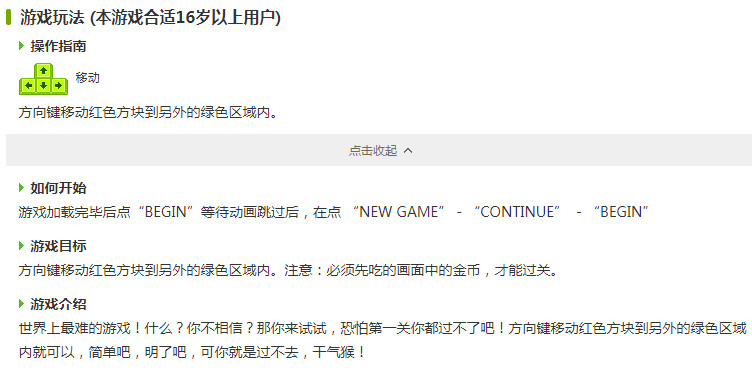 游戏玩法 (本游戏合适16岁以上用户)
操作指南
移动
方向键移动红色方块到另外的绿色区域内。
点击收起
如何开始
游戏加载完毕后点“BEGIN”等待动画跳过后，在点 “NEW GAME” - “CONTINUE” - “BEGIN”
游戏目标
方向键移动红色方块到另外的绿色区域内。注意：必须先吃的画面中的金币，才能过关。
游戏介绍
世界上最难的游戏！什么？你不相信？那你来试试，恐怕第一关你都过不了吧！方向键移动红色方块到另外的绿色区域
内就可以，简单吧，明了吧，可你就是过不去，干气猴！